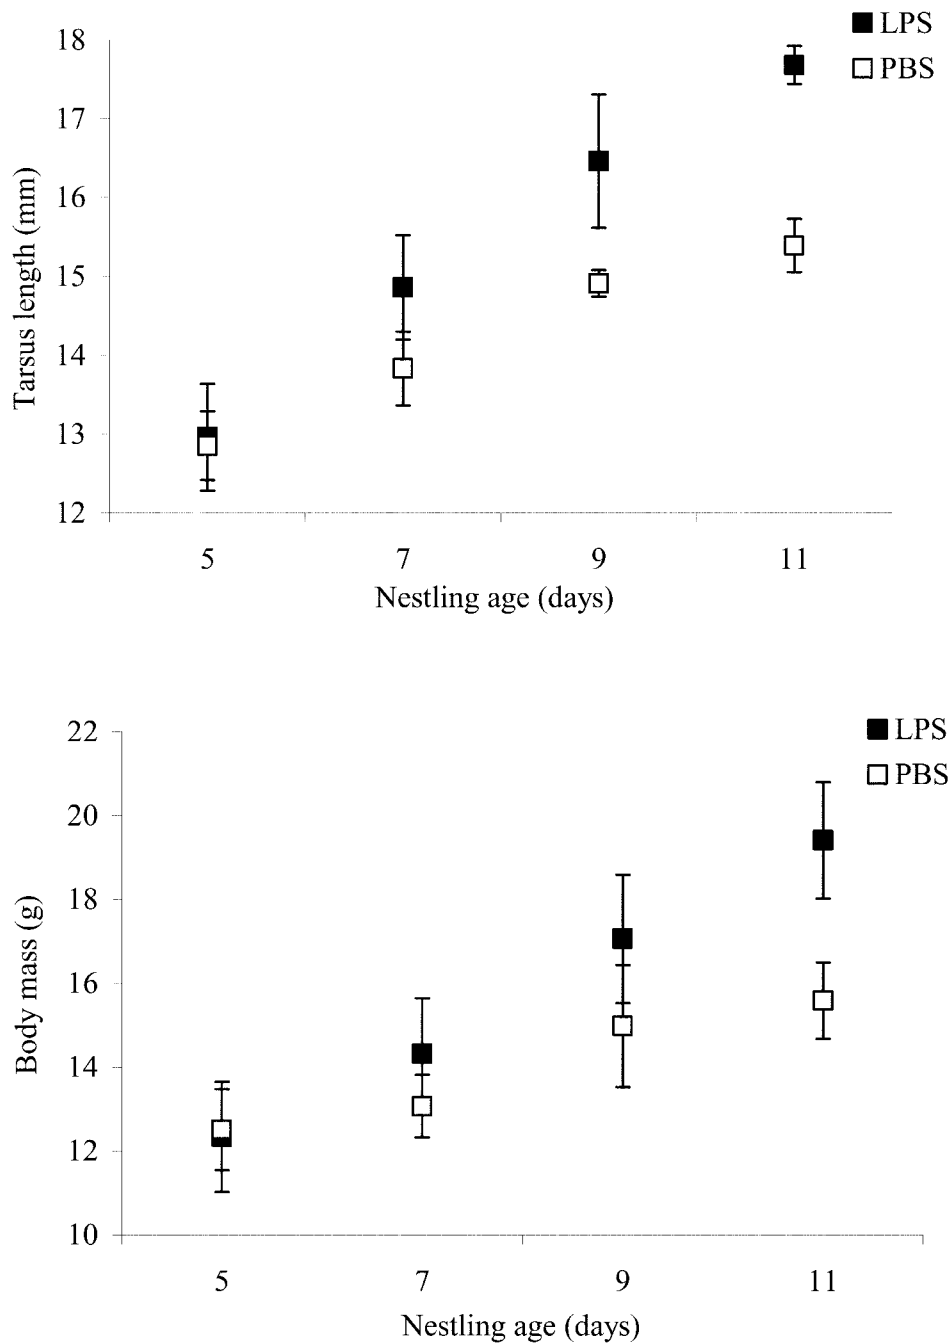 LPS
PBS
18
17
16
15
14
13
12
Tarsus length (mm)
5 7 9 11
Nestling age (days)
LPS
PBS
22
20
18
16
14
12
10
Body mass (g)
5 7 9 11
Nestling age (days)